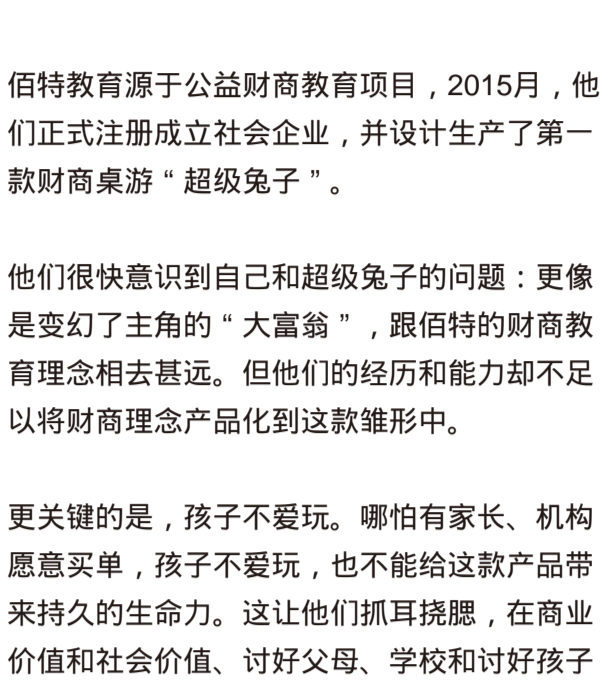 佰特教育源于公益财商教育项目，2015月，他
们正式注册成立社会企业，并设计生产了第一
款财商桌游“超级兔子”。
他们很快意识到自己和超级兔子的问题：更像
是变幻了主角的“大富翁”，跟佰特的财商教
育理念相去甚远。但他们的经历和能力却不足
以将财商理念产品化到这款雏形中。
更关键的是，孩子不爱玩。哪怕有家长、机构
愿意买单，孩子不爱玩，也不能给这款产品带
来持久的生命力。这让他们抓耳挠腮，在商业
价值和社会价值、讨好父母、学校和讨好孩子